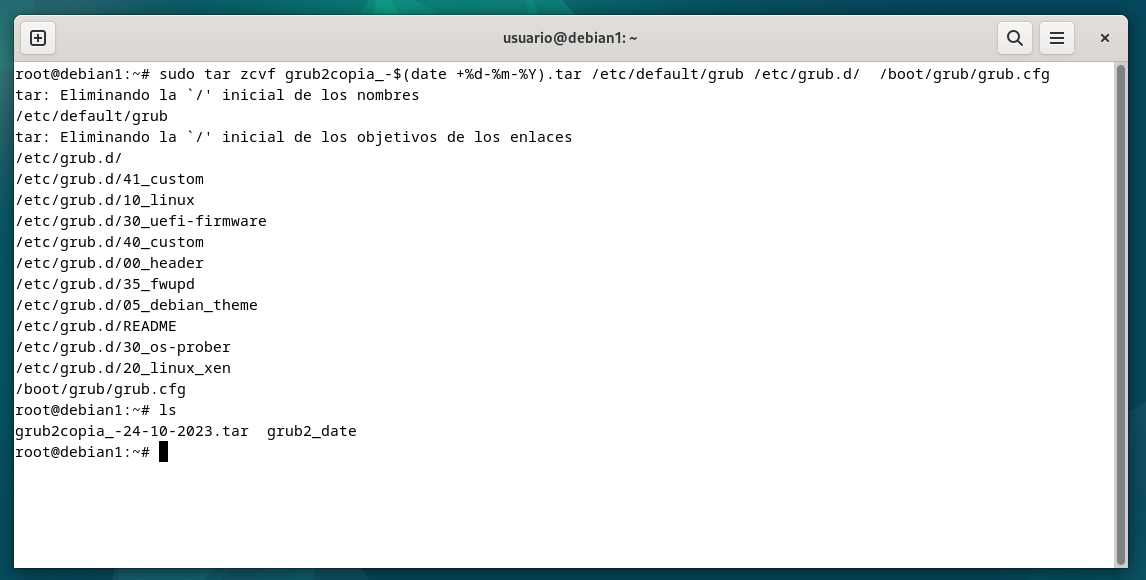 usuario@debian1: ~
root@debian1:~# sudo tar zcvf grub2copia_-$(date +%d-%m-%Y).tar /etc/default/grub /etc/grub.d/  /boot/grub/grub.cfg
tar: Eliminando la `/' inicial de los nombres
/etc/default/grub
tar: Eliminando la `/' inicial de los objetivos de los enlaces
/etc/grub.d/
/etc/grub.d/41_custom
/etc/grub.d/10_linux
/etc/grub.d/30_uefi-firmware
/etc/grub.d/40_custom
/etc/grub.d/00_header
/etc/grub.d/35_fwupd
/etc/grub.d/05_debian_theme
/etc/grub.d/README
/etc/grub.d/30_os-prober
/etc/grub.d/20_linux_xen
/boot/grub/grub.cfg
root@debian1:~# ls
grub2copia_-24-10-2023.tar  grub2_date
root@debian1:~#